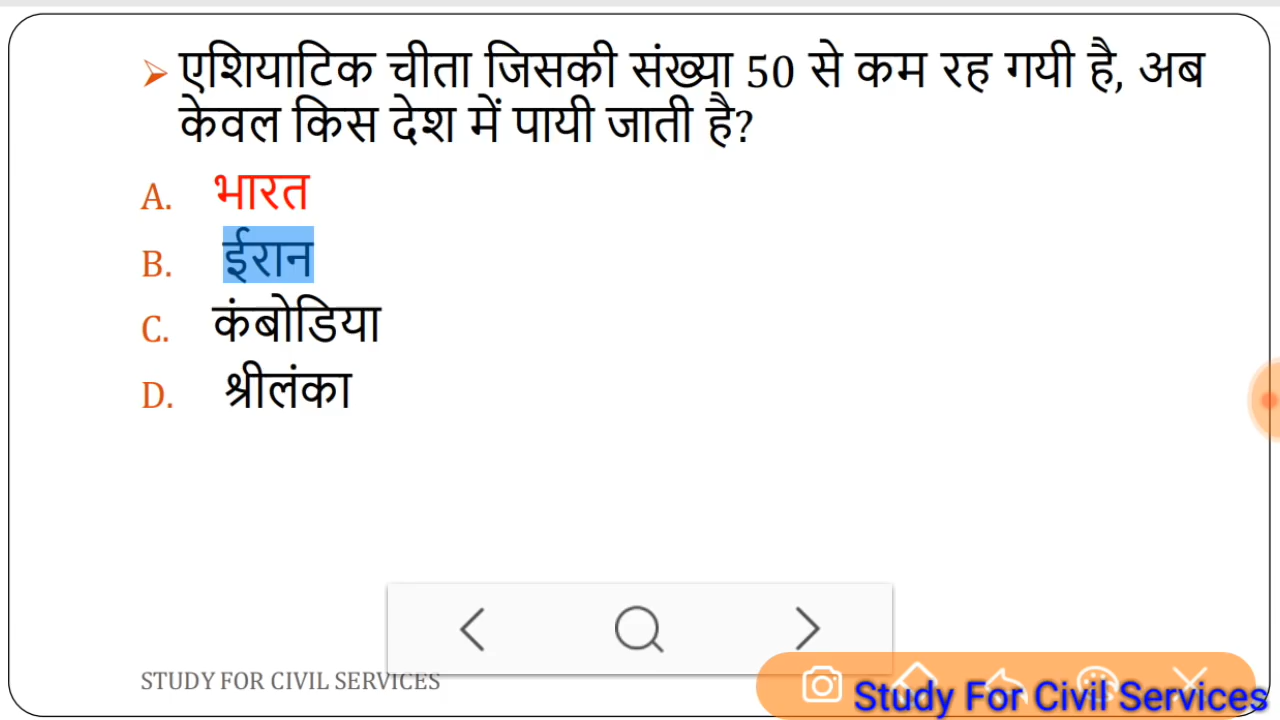 एशियाटिक चीता जिसकी संख्या 50 से कम रह गयी है, अब
केवल किस देश में पायी जाती है?
A. भारत
B. ईरान
C. कंबोडिया
D. श्रीलंका
STUDY FOR CIVIL SERVICES
Study For Civil Services